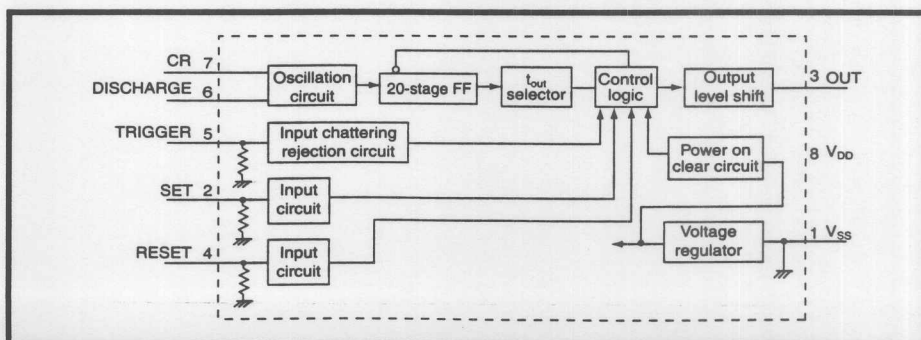 CR 7
DISCHARGE 6
TRIGGER 5
SET 2
RESET 4
Oscillation
circuit
20-stage FF
tout
selector
Control
logic
Output
level shift
3 OUT
Input chattering
rejection circuit
Power on
clear circuit
8 VDD
Input
circuit
Voltage
regulator
1 VSS
Input
circuit